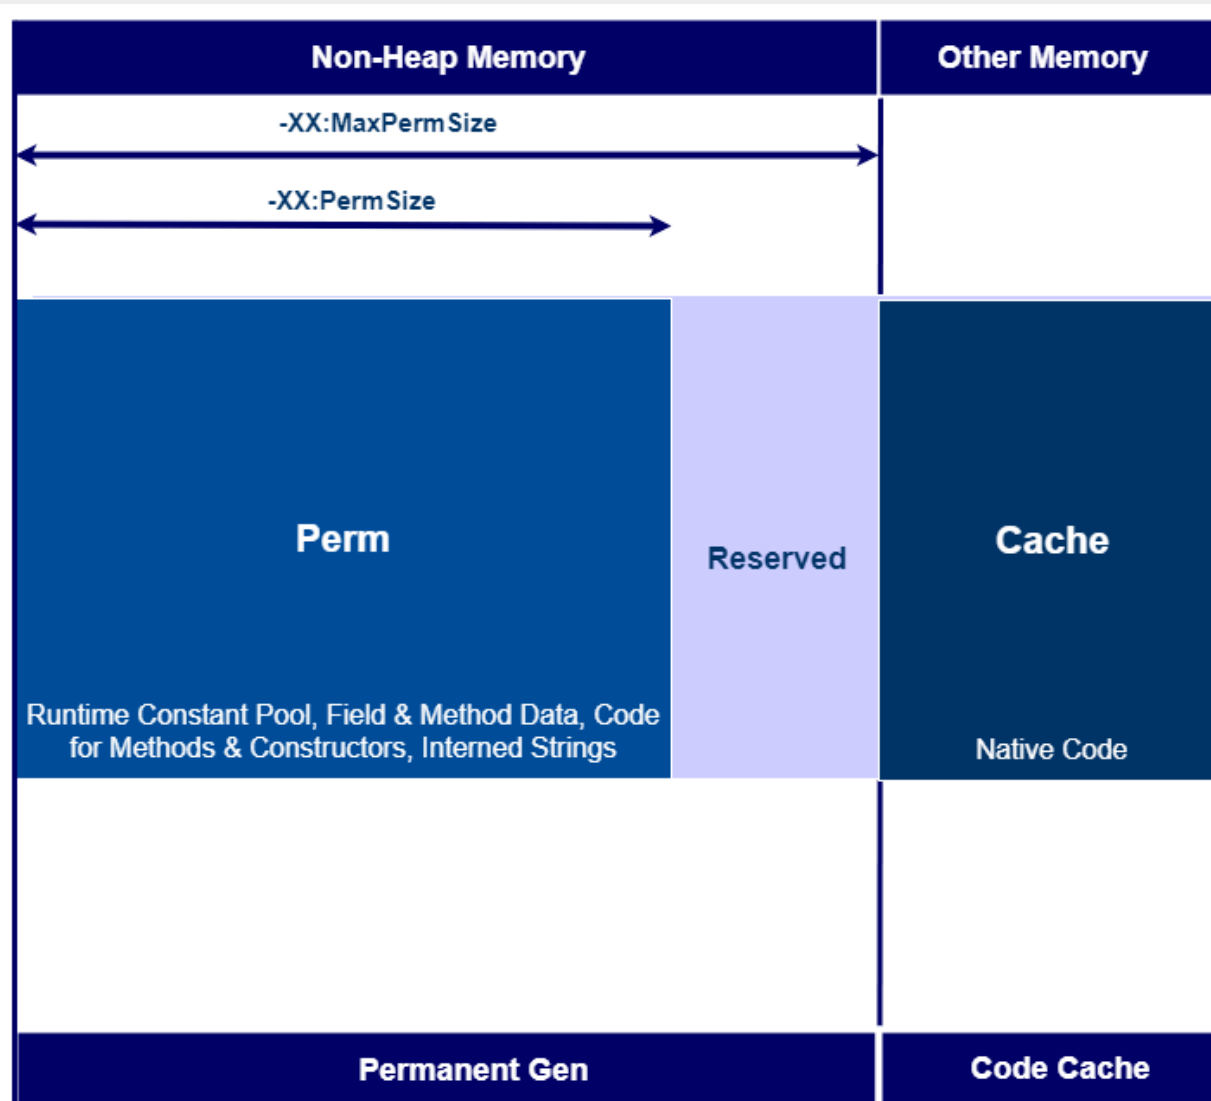 Non-Heap Memory
Other Memory
-XX:MaxPermSize
-XX:PermSize
Perm
Reserved
Cache
Runtime Constant Pool, Field & Method Data, Code
for Methods & Constructors, Interned Strings
Native Code
Permanent Gen
Code Cache